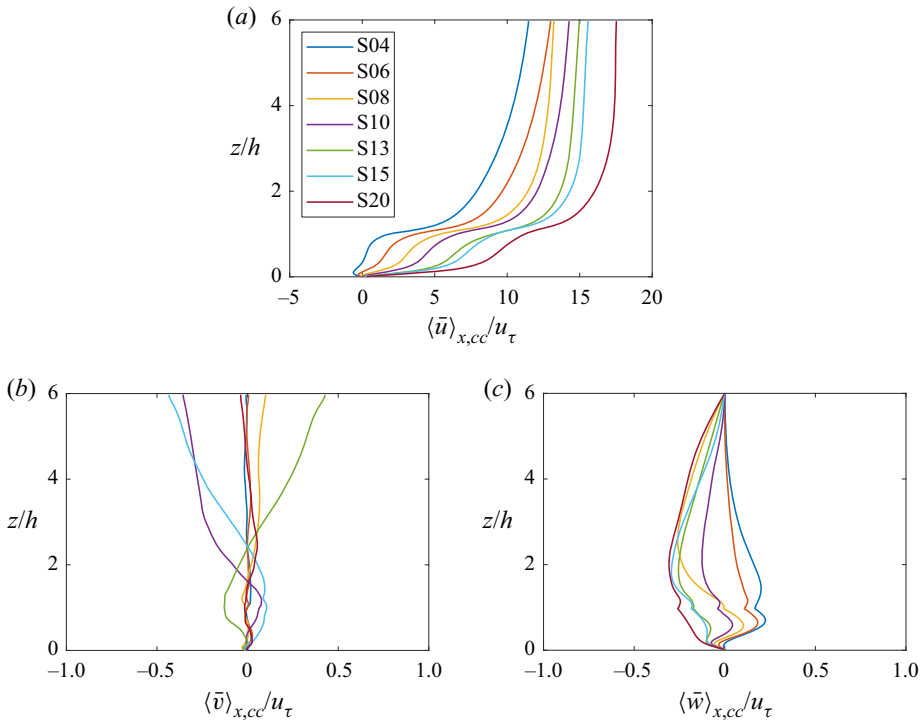 (a)
6
4
z/h
2
0
S04
S06
S08
S10
S13
S15
S20
−5 0 5 10 15 20
⟨ū⟩x,cc/uτ
(b)
6
4
z/h
2
0
−1.0 −0.5 0 0.5 1.0
⟨v̄⟩x,cc/uτ
(c)
6
4
z/h
2
0
−1.0 −0.5 0 0.5 1.0
⟨w̄⟩x,cc/uτ